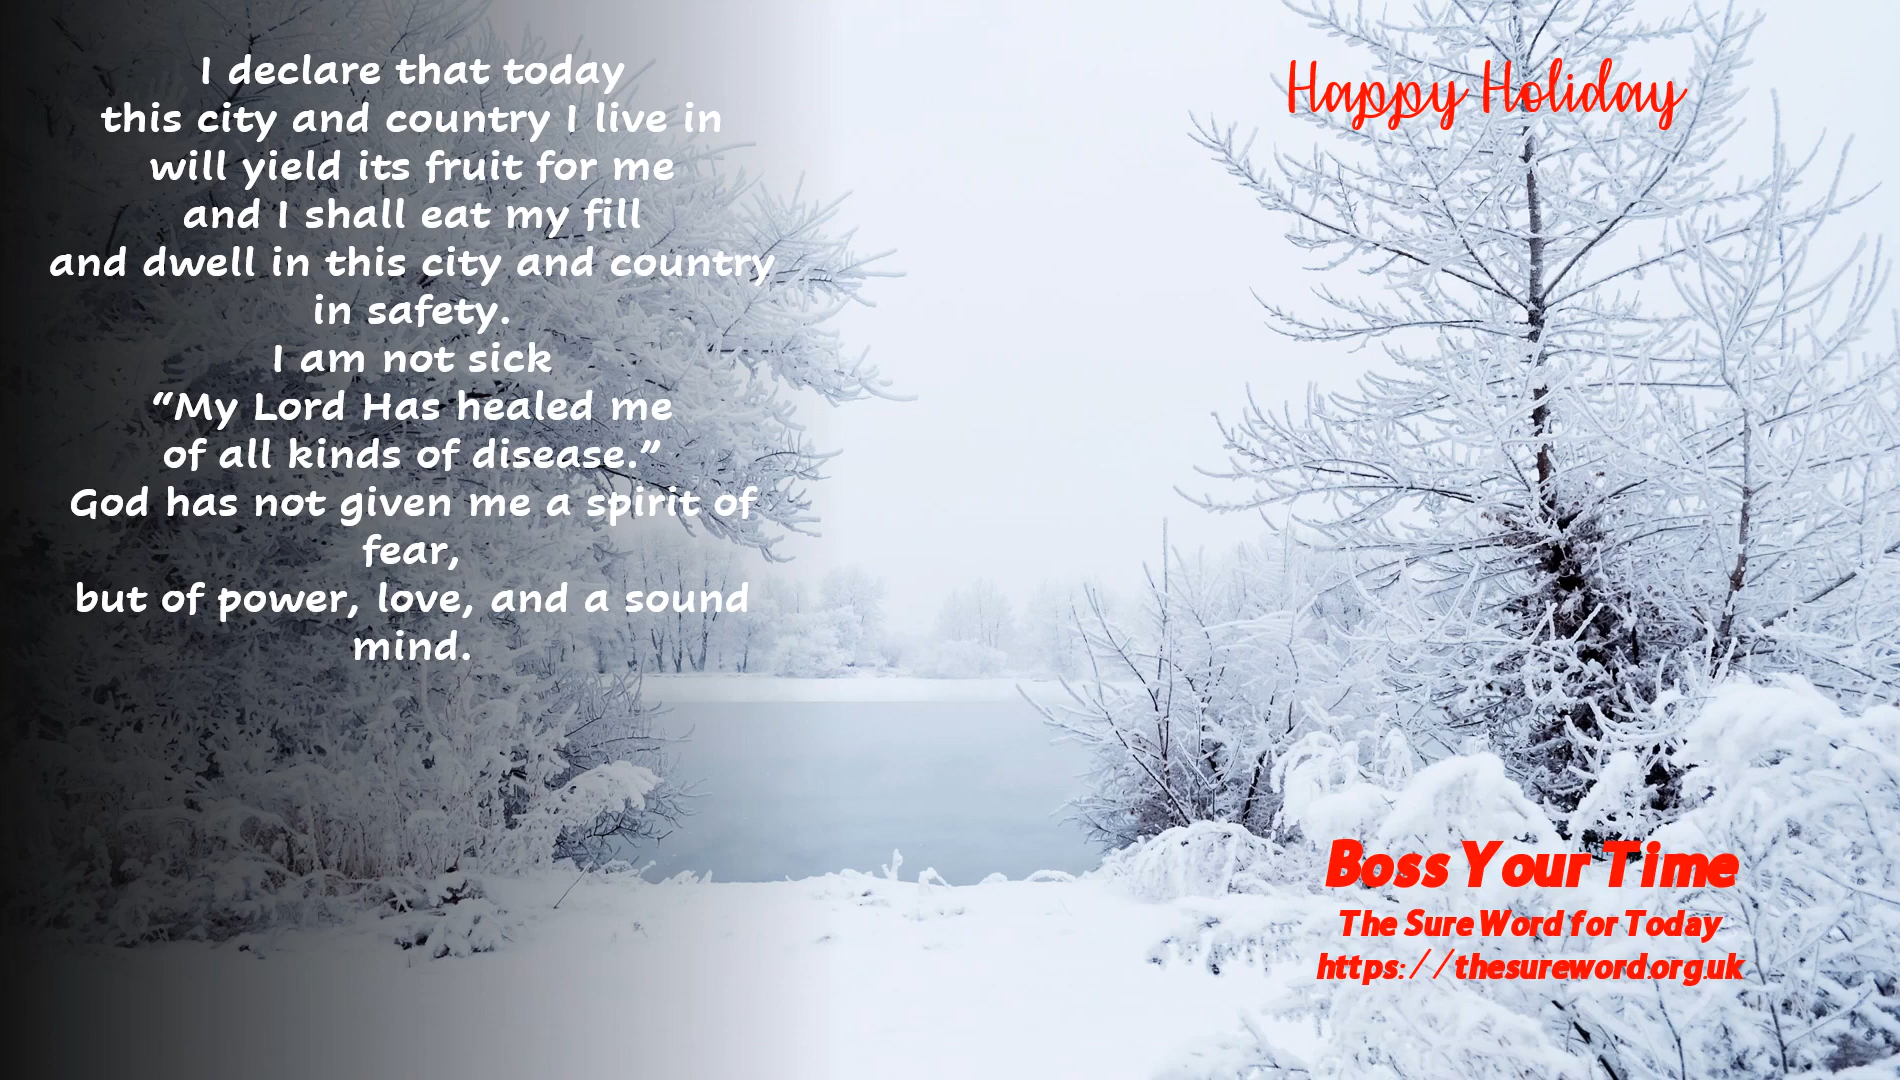 I declare that today
this city and country I live in
will yield its fruit for me
and I shall eat my fill
and dwell in this city and country
in safety.
I am not sick
“My Lord Has healed me
of all kinds of disease.”
God has not given me a spirit of
fear,
but of power, love, and a sound
mind.
Happy Holiday
Boss Your Time
The Sure Word for Today
https://thesureword.org.uk